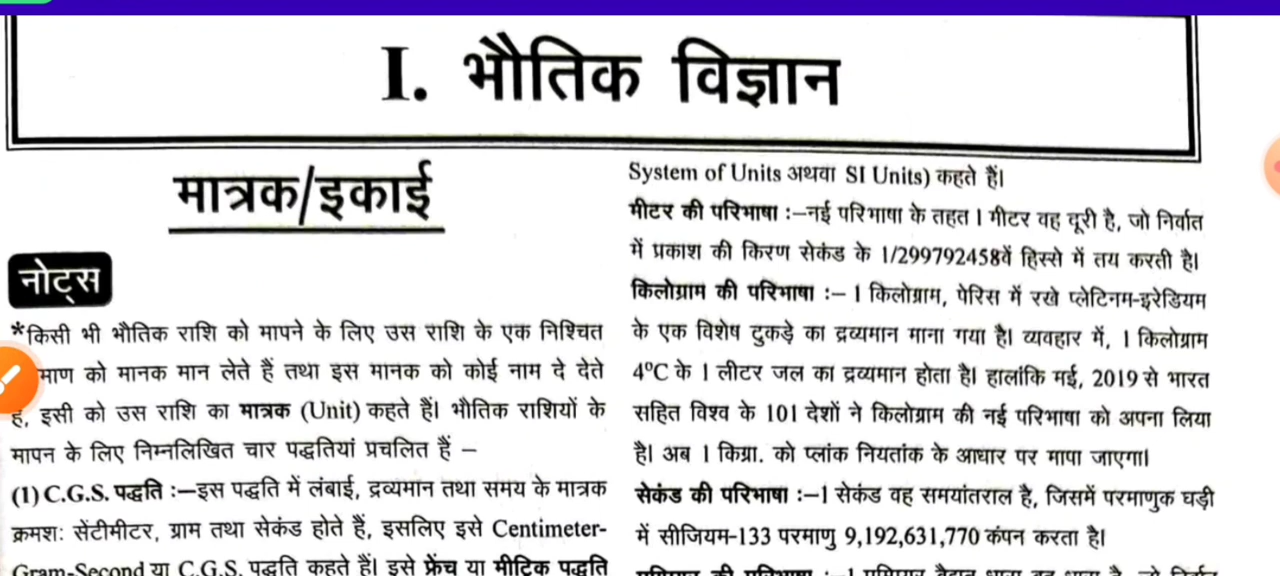 I. भौतिक विज्ञान
मात्रक/इकाई
नोट्स
*किसी भी भौतिक राशि को मापने के लिए उस राशि के एक निश्चित
माण को मानक मान लेते हैं तथा इस मानक को कोई नाम दे देते
हैं, इसी को उस राशि का मात्रक (Unit) कहते हैं। भौतिक राशियों के
मापन के लिए निम्नलिखित चार पद्धतियां प्रचलित हैं –
(1) C.G.S. पद्धति :–इस पद्धति में लंबाई, द्रव्यमान तथा समय के मात्रक
क्रमशः सेंटीमीटर, ग्राम तथा सेकंड होते हैं, इसलिए इसे Centimeter-
Gram-Second या C.G.S. पद्धति कहते हैं। इसे फ्रेंच या मीट्रिक पद्धति
System of Units अथवा SI Units) कहते हैं।
मीटर की परिभाषा :–नई परिभाषा के तहत 1 मीटर वह दूरी है, जो निर्वात
में प्रकाश की किरण सेकंड के 1/299792458वें हिस्से में तय करती है।
किलोग्राम की परिभाषा :– 1 किलोग्राम, पेरिस में रखे प्लेटिनम-इरेडियम
के एक विशेष टुकड़े का द्रव्यमान माना गया है। व्यवहार में, 1 किलोग्राम
4°C के 1 लीटर जल का द्रव्यमान होता है। हालांकि मई, 2019 से भारत
सहित विश्व के 101 देशों ने किलोग्राम की नई परिभाषा को अपना लिया
है। अब 1 किग्रा. को प्लांक नियतांक के आधार पर मापा जाएगा।
सेकंड की परिभाषा :–1 सेकंड वह समयांतराल है, जिसमें परमाणुक घड़ी
में सीजियम-133 परमाणु 9,192,631,770 कंपन करता है।